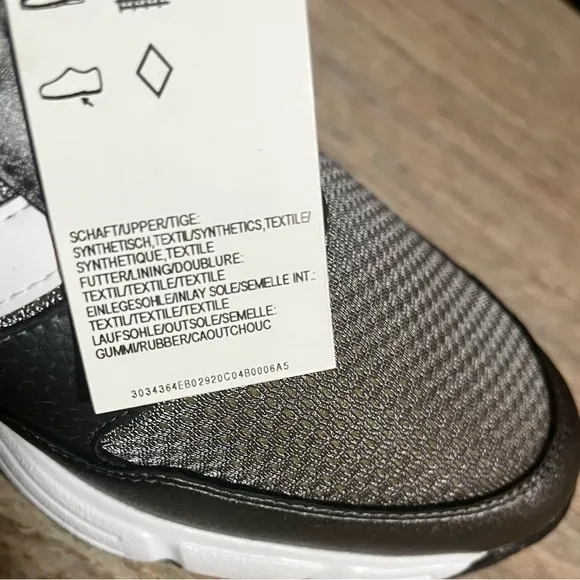 SCHAFT/UPPER/TIGE:
SYNTHETISCH,TEXTIL/SYNTHETICS,TEXTILE/
SYNTHETIQUE,TEXTILE
FUTTER/LINING/DOUBLURE:
TEXTIL/TEXTILE/TEXTILE
EINLEGESOHLE/INLAY SOLE/SEMELLE INT.:
TEXTIL/TEXTILE/TEXTILE
LAUFSOHLE/OUTSOLE/SEMELLE:
GUMMI/RUBBER/CAOUTCHOUC
3034364EB02920C04B0006A5